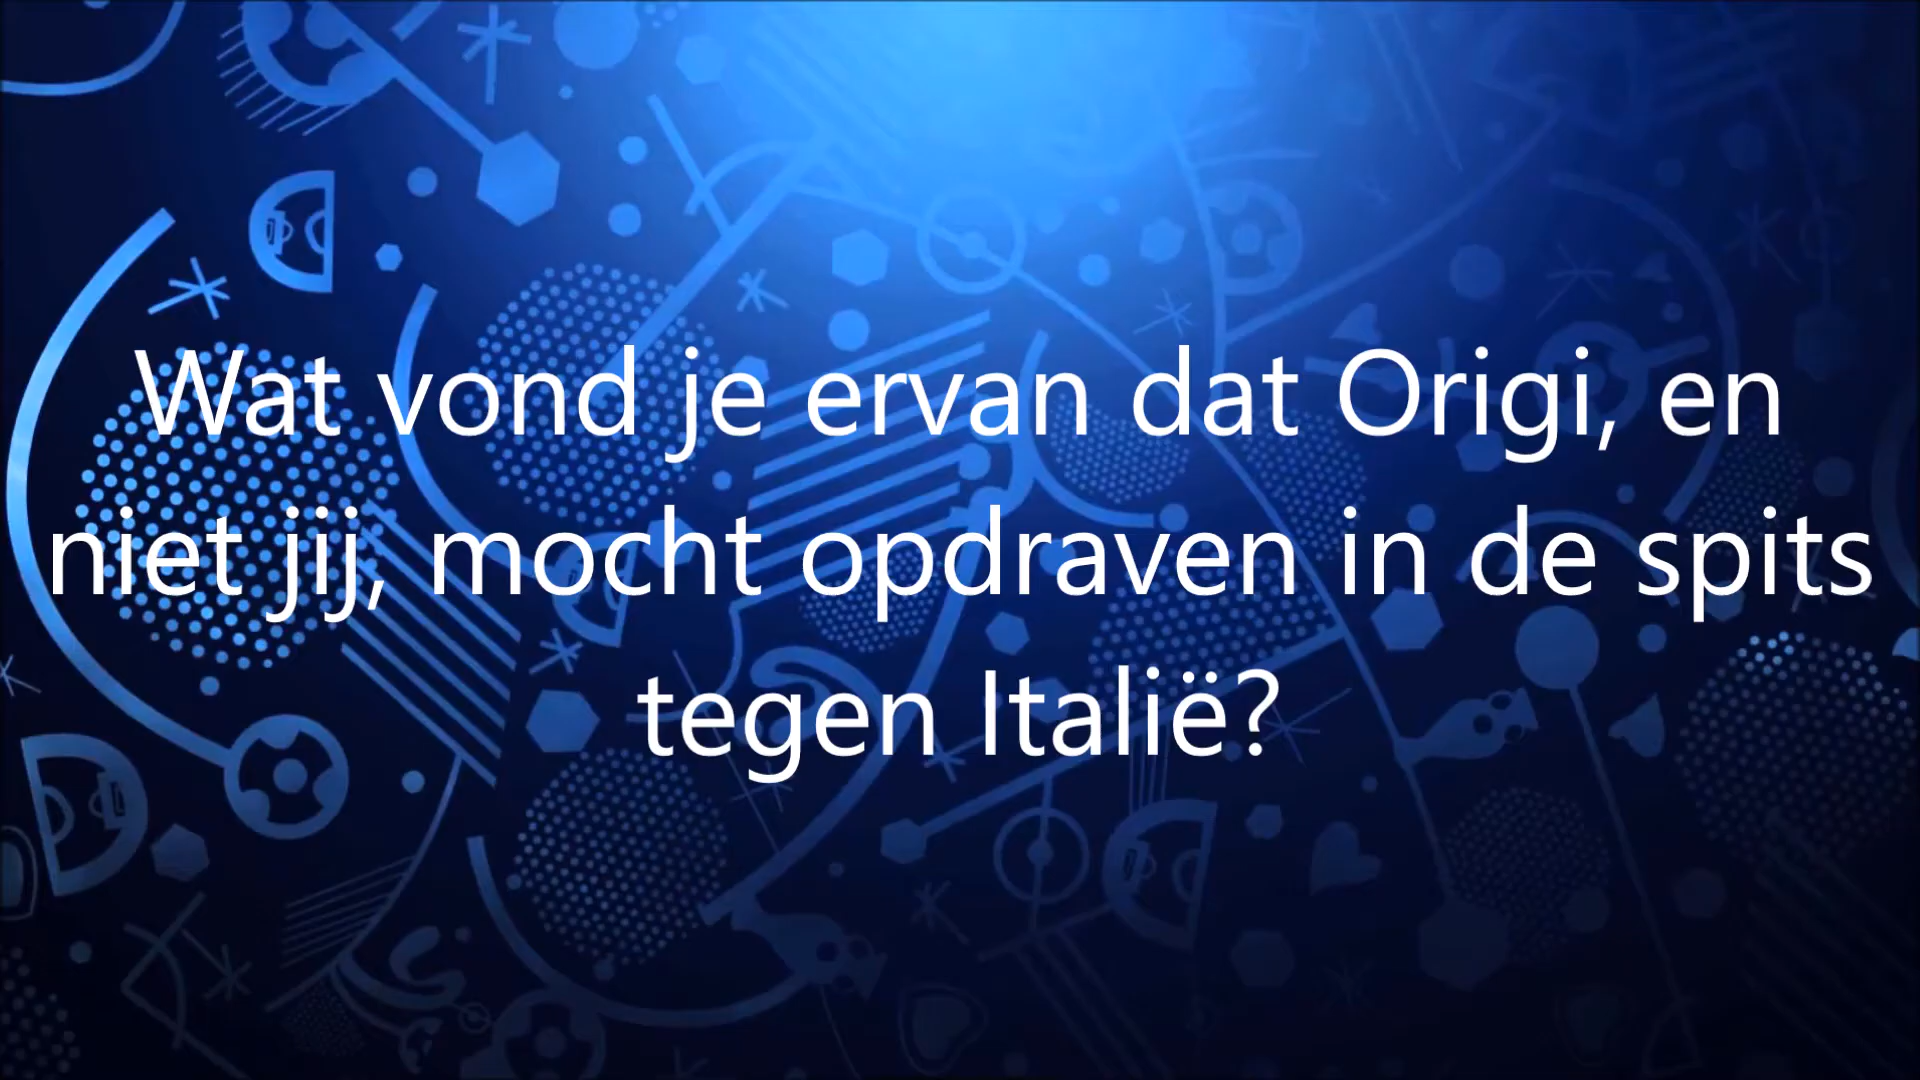 Wat vond je ervan dat Origi, en
niet jij, mocht opdraven in de spits
tegen Italië?